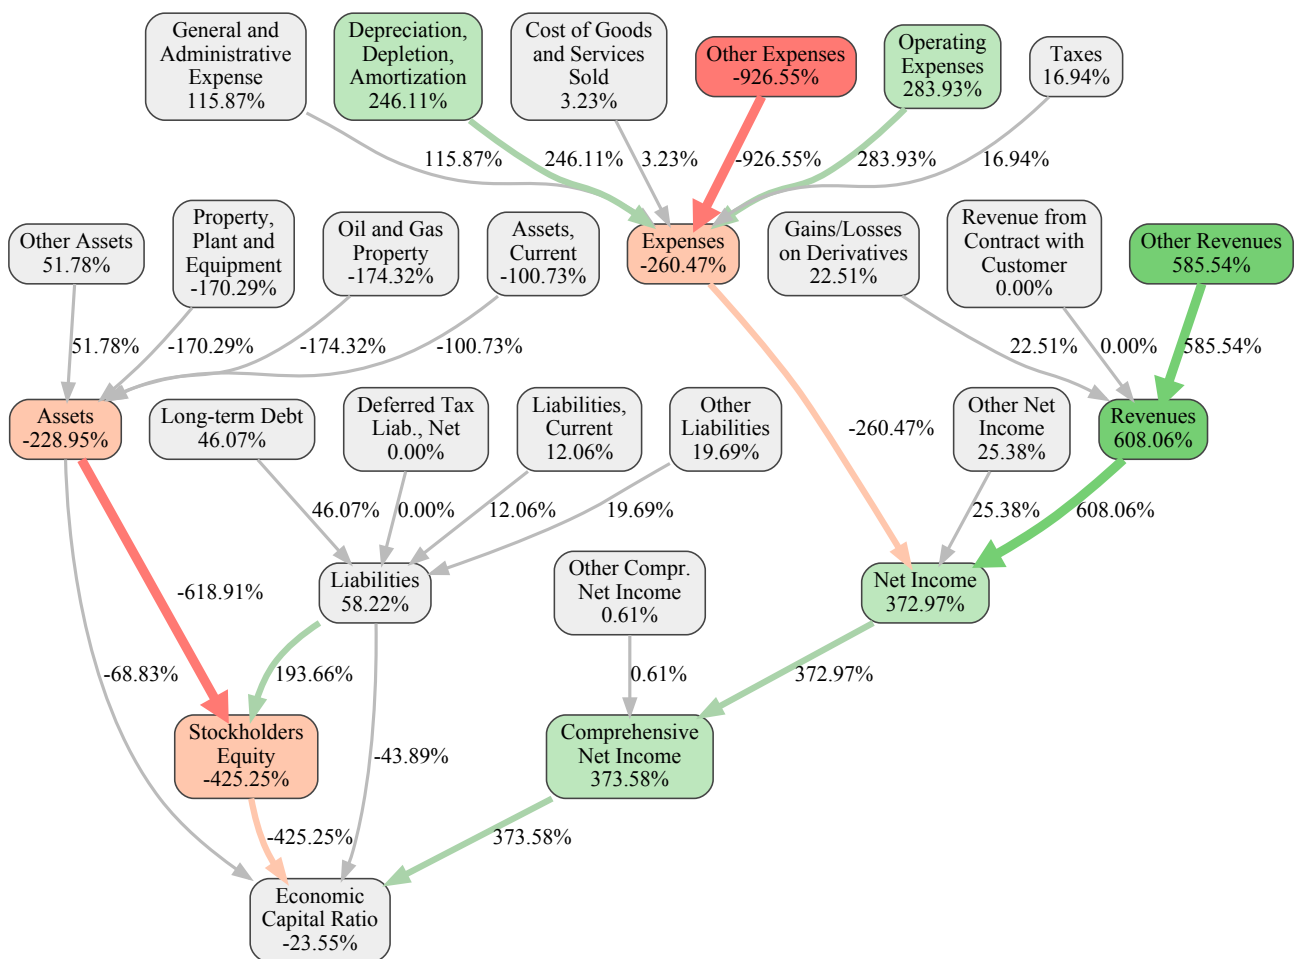 General and
Administrative
Expense
115.87%
Depreciation,
Depletion,
Amortization
246.11%
Cost of Goods
and Services
Sold
3.23%
Other Expenses
-926.55%
Operating
Expenses
283.93%
Taxes
16.94%
115.87%
246.11%
3.23%
-926.55%
283.93%
16.94%
Other Assets
51.78%
Property,
Plant and
Equipment
-170.29%
Oil and Gas
Property
-174.32%
Assets,
Current
-100.73%
Expenses
-260.47%
Gains/Losses
on Derivatives
22.51%
Revenue from
Contract with
Customer
0.00%
Other Revenues
585.54%
51.78%
-170.29%
-174.32%
-100.73%
22.51%
0.00%
585.54%
Assets
-228.95%
Long-term Debt
46.07%
Deferred Tax
Liab., Net
0.00%
Liabilities,
Current
12.06%
Other
Liabilities
19.69%
-260.47%
Other Net
Income
25.38%
Revenues
608.06%
46.07%
0.00%
12.06%
19.69%
25.38%
608.06%
-618.91%
Liabilities
58.22%
Other Compr.
Net Income
0.61%
Net Income
372.97%
-68.83%
193.66%
0.61%
372.97%
Stockholders
Equity
-425.25%
-43.89%
Comprehensive
Net Income
373.58%
-425.25%
373.58%
Economic
Capital Ratio
-23.55%